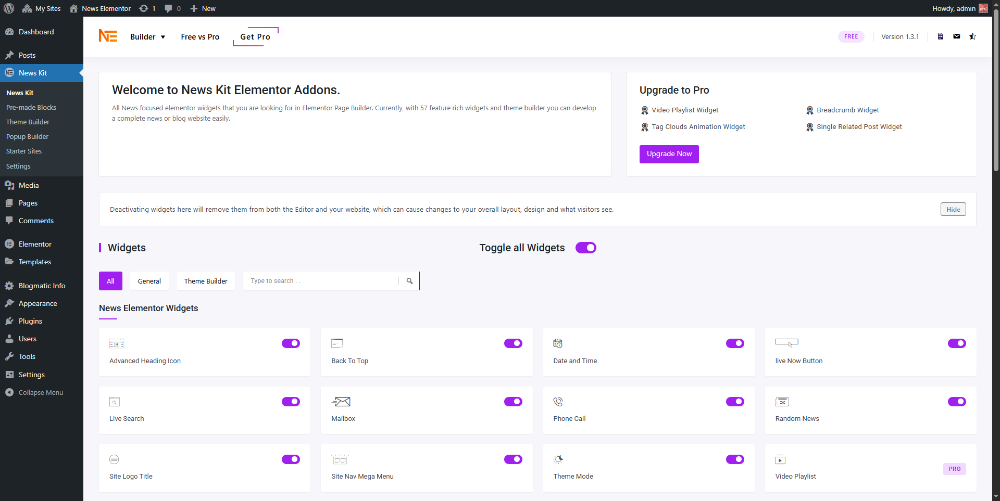 My Sites
News Elementor
1
0
New
Howdy, admin
Dashboard
Posts
News Kit
News Kit
Pre-made Blocks
Theme Builder
Popup Builder
Starter Sites
Settings
Media
Pages
Comments
Elementor
Templates
Blogmatic Info
Appearance
Plugins
Users
Tools
Settings
Collapse Menu
NE
Builder
Free vs Pro
Get Pro
FREE
Version 1.3.1
Welcome to News Kit Elementor Addons.
All News focused elementor widgets that you are looking for in Elementor Page Builder. Currently, with 57 feature rich widgets and theme builder you can develop
a complete news or blog website easily.
Upgrade to Pro
Video Playlist Widget
Breadcrumb Widget
Tag Clouds Animation Widget
Single Related Post Widget
Upgrade Now
Deactivating widgets here will remove them from both the Editor and your website, which can cause changes to your overall layout, design and what visitors see.
Hide
Widgets
Toggle all Widgets
All
General
Theme Builder
Type to search . .
News Elementor Widgets
Advanced Heading Icon
Back To Top
Date and Time
live Now Button
Live Search
Mailbox
Phone Call
Random News
Site Logo Title
Site Nav Mega Menu
Theme Mode
Video Playlist
PRO